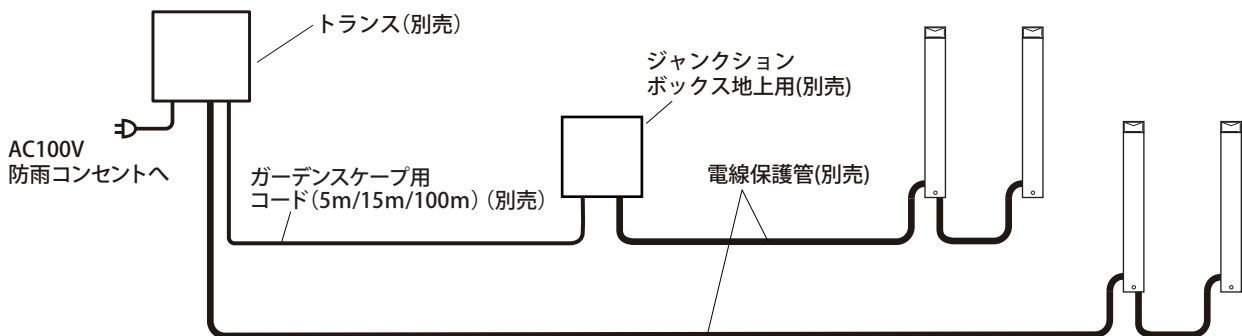 トランス(別売)
ジャンクション
ボックス地上用(別売)
AC100V
防雨コンセントへ
ガーデンスケープ用
コード(5m/15m/100m)(別売)
電線保護管(別売)